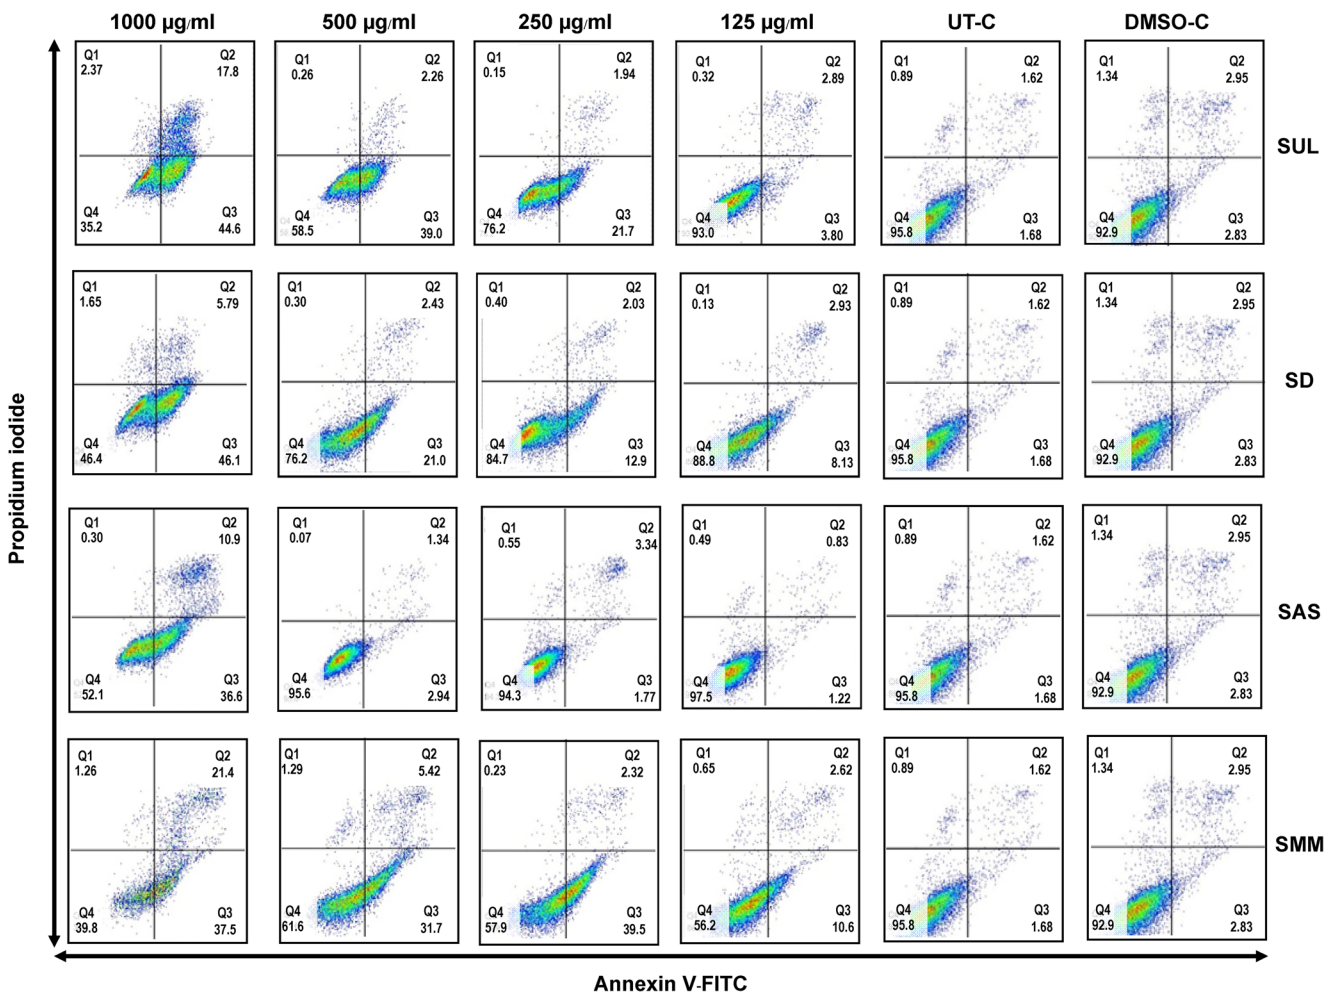 1000 µg/ml 500 µg/ml 250 µg/ml 125 µg/ml UT-C DMSO-C
Q1 Q2 Q1 Q2 Q1 Q2 Q1 Q2 Q1 Q2 Q1 Q2
2.37 17.8 0.26 2.26 0.15 1.94 0.32 2.89 0.89 1.62 1.34 2.95
SUL
Q4 Q3 Q4 Q3 Q4 Q3 Q4 Q3 Q4 Q3 Q4 Q3
35.2 44.6 58.5 39.0 76.2 21.7 93.0 3.80 95.8 1.68 92.9 2.83
Q1 Q2 Q1 Q2 Q1 Q2 Q1 Q2 Q1 Q2 Q1 Q2
1.65 5.79 0.30 2.43 0.40 2.03 0.13 2.93 0.89 1.62 1.34 2.95
SD
Q4 Q3 Q4 Q3 Q4 Q3 Q4 Q3 Q4 Q3 Q4 Q3
46.4 46.1 76.2 21.0 84.7 12.9 88.8 8.13 95.8 1.68 92.9 2.83
Propidium iodide
Q1 Q2 Q1 Q2 Q1 Q2 Q1 Q2 Q1 Q2 Q1 Q2
0.30 10.9 0.07 1.34 0.55 3.34 0.49 0.83 0.89 1.62 1.34 2.95
SAS
Q4 Q3 Q4 Q3 Q4 Q3 Q4 Q3 Q4 Q3 Q4 Q3
52.1 36.6 95.6 2.94 94.3 1.77 97.5 1.22 95.8 1.68 92.9 2.83
Q1 Q2 Q1 Q2 Q1 Q2 Q1 Q2 Q1 Q2 Q1 Q2
1.26 21.4 1.29 5.42 0.23 2.32 0.65 2.62 0.89 1.62 1.34 2.95
SMM
Q4 Q3 Q4 Q3 Q4 Q3 Q4 Q3 Q4 Q3 Q4 Q3
39.8 37.5 61.6 31.7 57.9 39.5 56.2 10.6 95.8 1.68 92.9 2.83
Annexin V-FITC